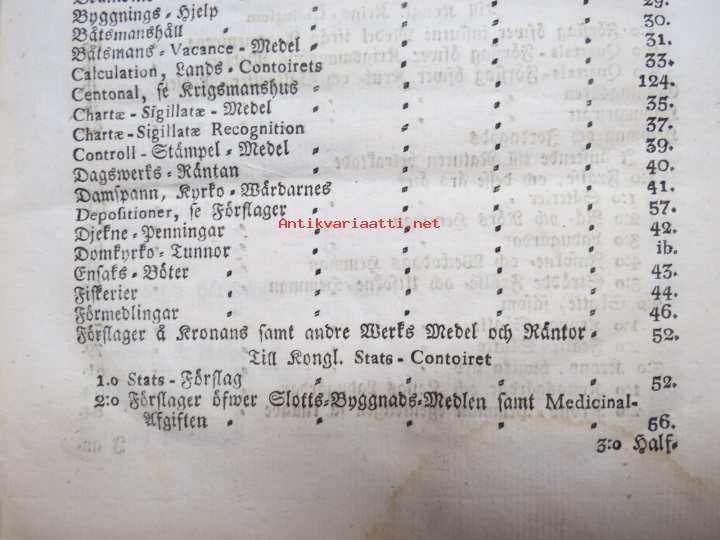 29.
Byggnings-Hjelp 30.
Båtsmanshåll 31.
Båtsmans-Vacance-Medel 33.
Calculation, Lands-Contoirets
Centonal, se Krigsmanshus 124.
Chartæ-Sigillatæ-Medel 35.
Chartæ-Sigillatæ Recognition 37.
Controll-Stämpel-Medel 39.
Dagswerks-Räntan 40.
Damspann, Kyrko-Wärdarnes 41.
Depositioner, se Förslager 57.
Djekne-Penningar 42.
Domkyrko-Tunnor ib.
Ensaks-Böter 43.
Fiskerier 44.
Förmedlingar 46.
Förslager å Kronans samt andre Werks Medel och Räntor 52.
Till Kongl. Stats-Contoiret
1:o Stats-Förslag 52.
2:o Förslager öfwer Slotts-Byggnads-Medlen samt Medicinal-
Afgiften 56.
3:o Half-
Antikvariaatti.net